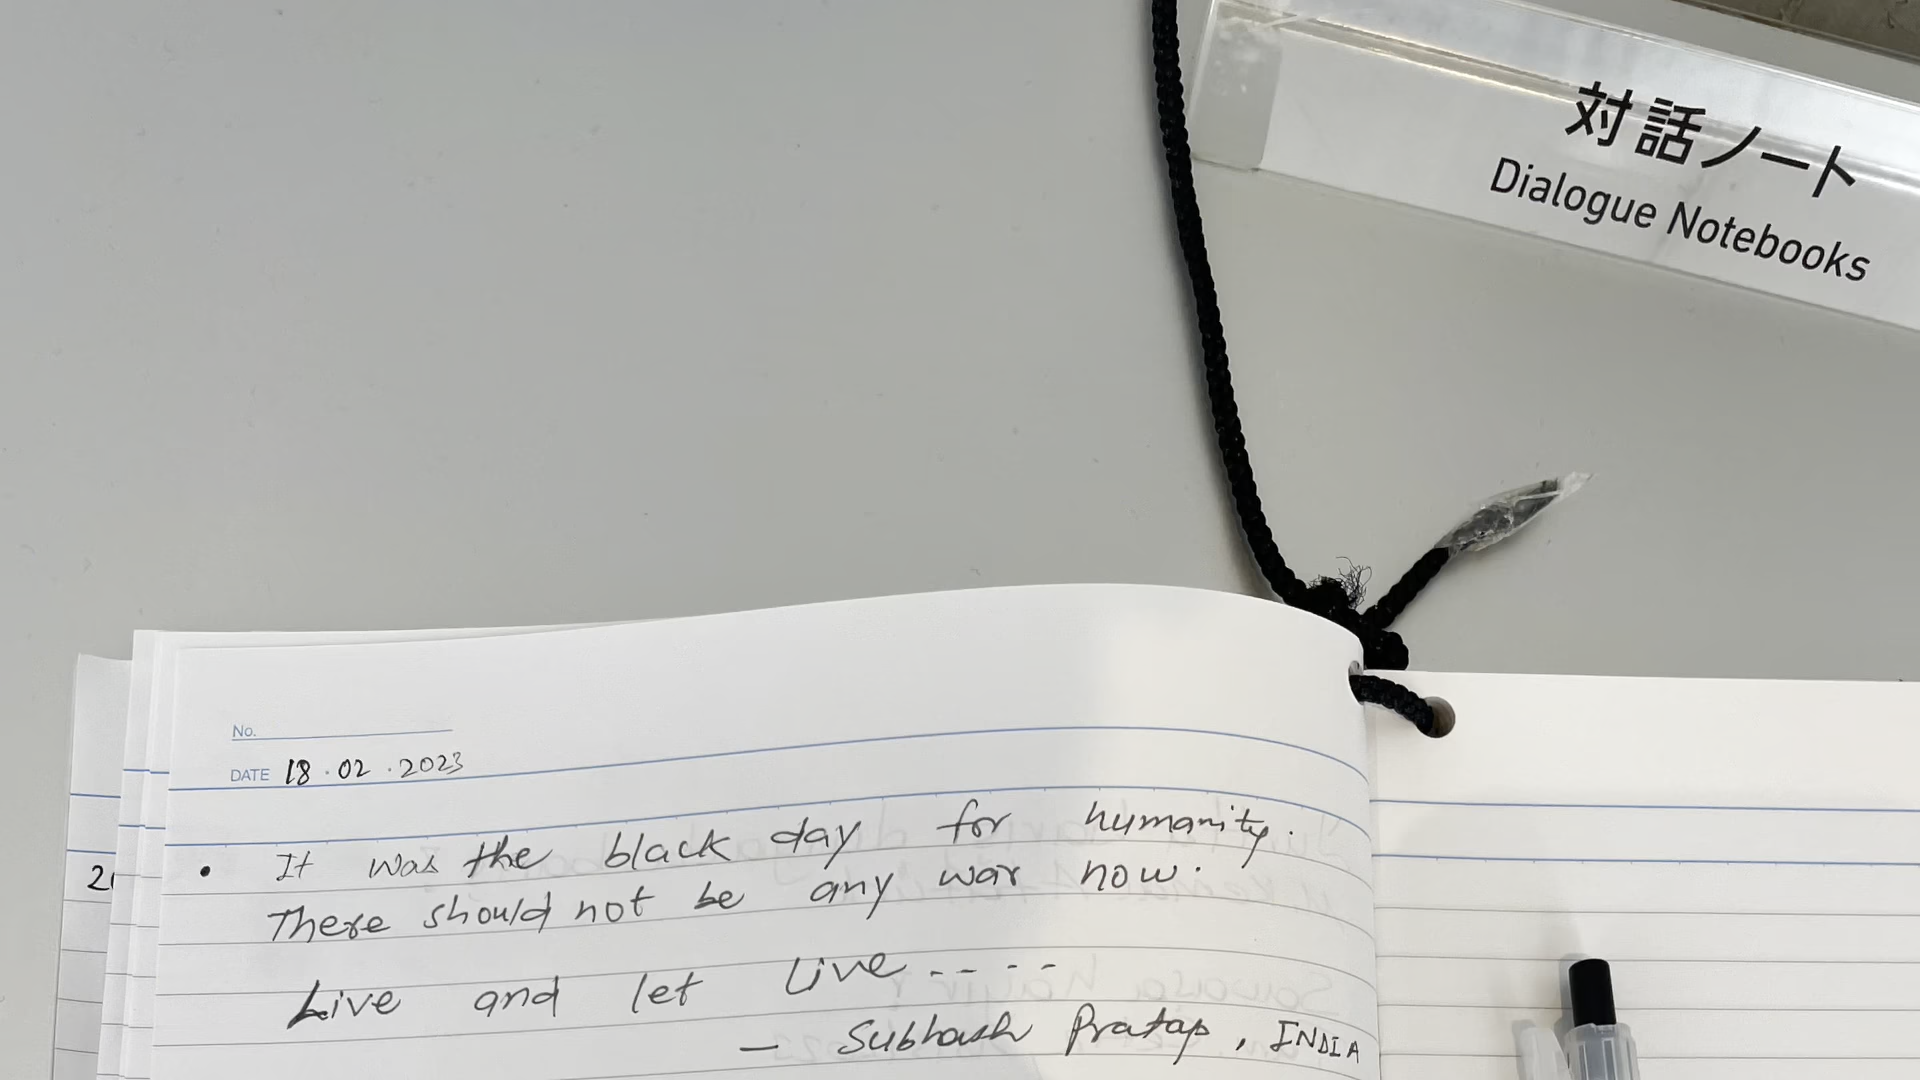 対話ノート
Dialogue Notebooks
No.
DATE 18.02.2023
• It was the black day for humanity.
There should not be any war now.
Live and let Live - - - -
— Subhash Pratap, INDIA